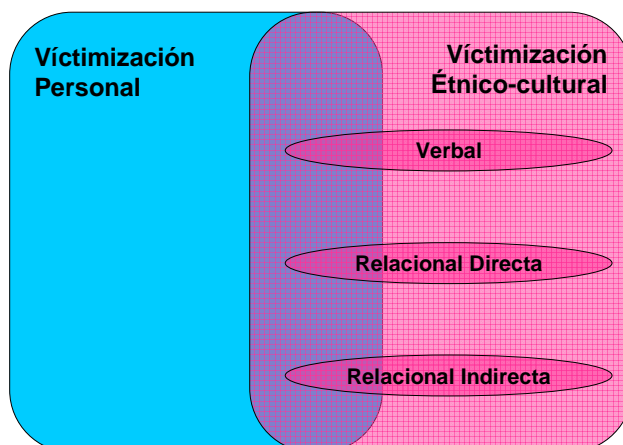 Víctimización
Personal
Víctimización
Étnico-cultural
Verbal
Relacional Directa
Relacional Indirecta